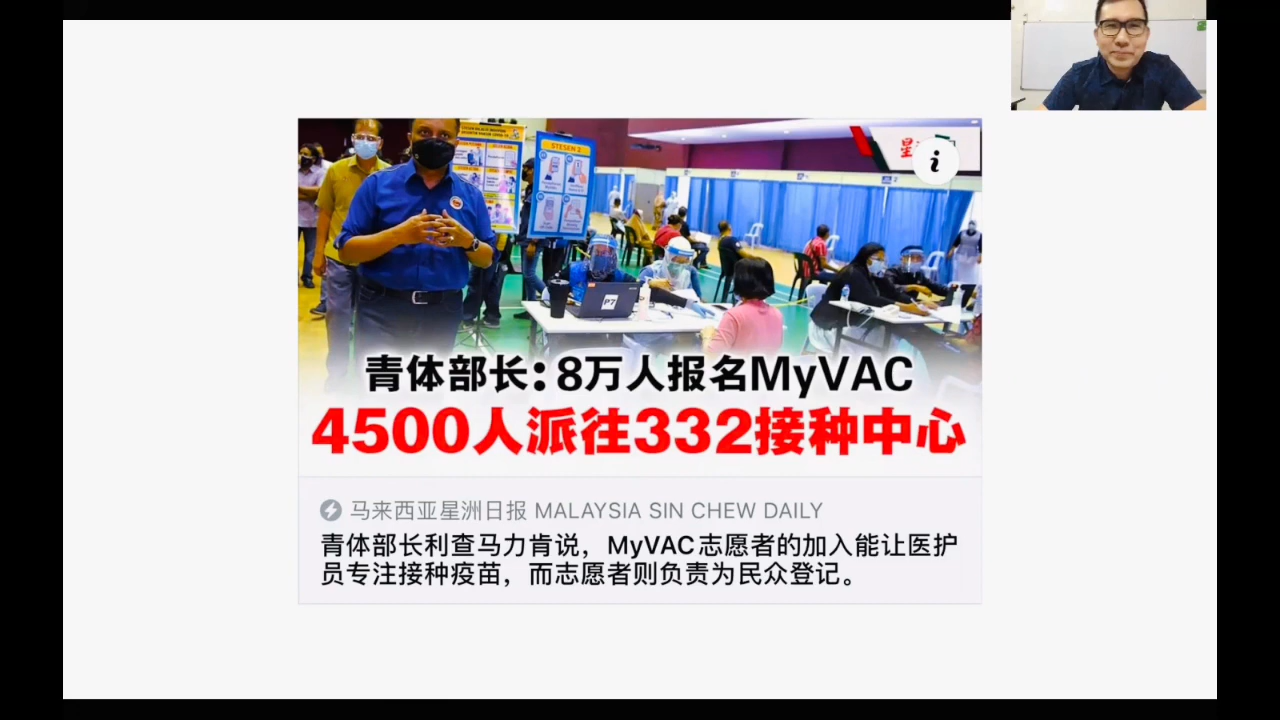 STESEN 2
星
P7
青体部长：8万人报名MyVAC
4500人派往332接种中心
马来西亚星洲日报 MALAYSIA SIN CHEW DAILY
青体部长利查马力肯说，MyVAC志愿者的加入能让医护
员专注接种疫苗，而志愿者则负责为民众登记。